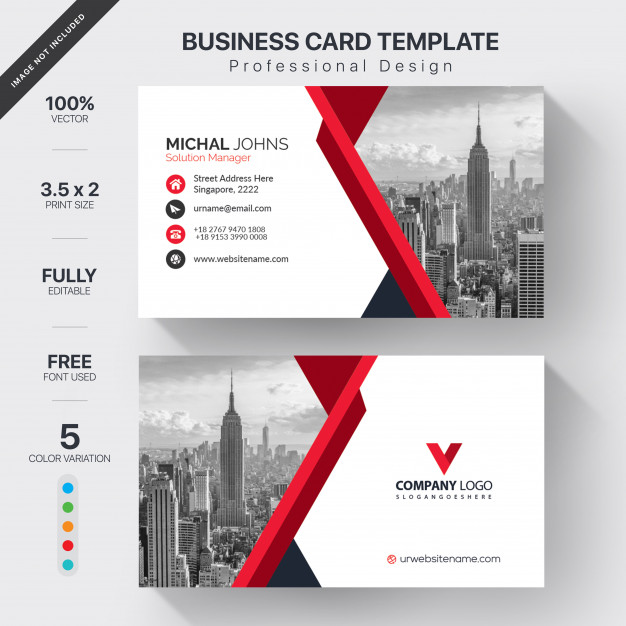 IMAGE NOT INCLUDED
BUSINESS CARD TEMPLATE
Professional Design
100%
VECTOR
3.5 x 2
PRINT SIZE
FULLY
EDITABLE
FREE
FONT USED
5
COLOR VARIATION
MICHAL JOHNS
Solution Manager
Street Address Here
Singapore, 2222
urname@email.com
+18 2767 9470 1808
+18 9153 3990 0008
www.websitename.com
COMPANY LOGO
SLOGANGOESHERE
urwebsitename.com